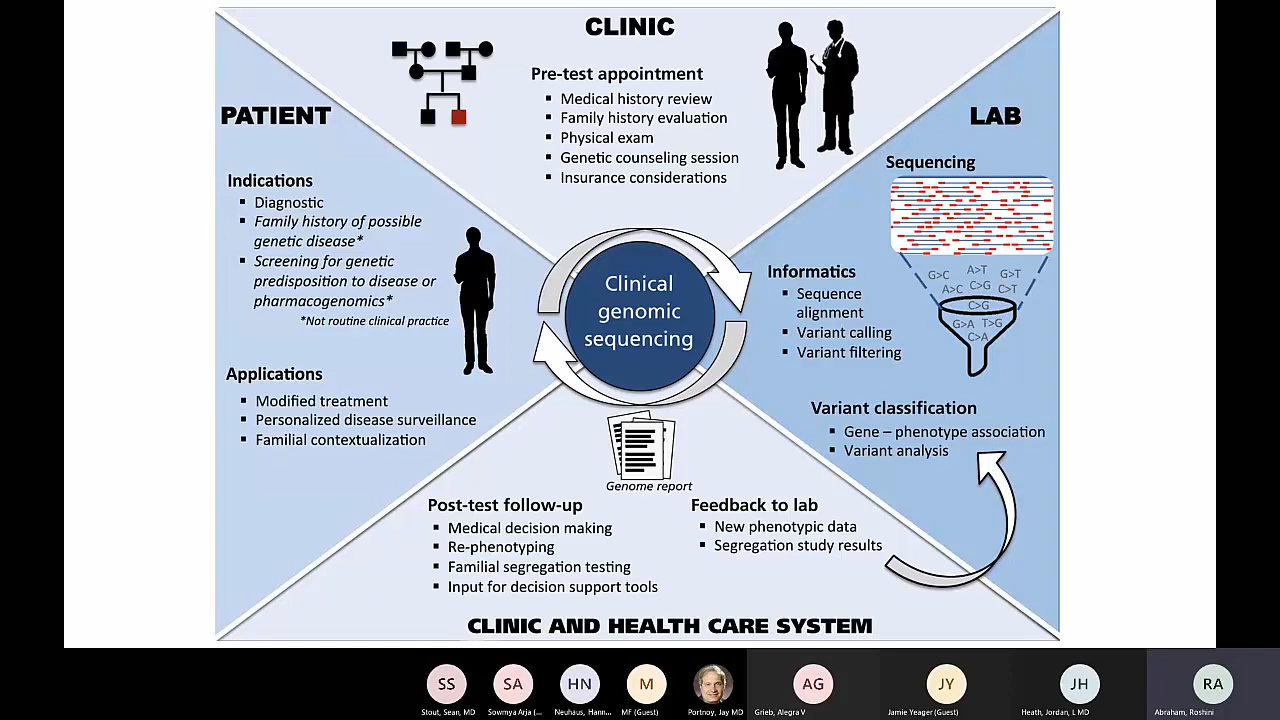 CLINIC
Pre-test appointment
▪ Medical history review
▪ Family history evaluation
▪ Physical exam
▪ Genetic counseling session
▪ Insurance considerations
PATIENT
Indications
▪ Diagnostic
▪ Family history of possible
genetic disease*
▪ Screening for genetic
predisposition to disease or
pharmacogenomics*
*Not routine clinical practice
Applications
▪ Modified treatment
▪ Personalized disease surveillance
▪ Familial contextualization
Clinical
genomic
sequencing
LAB
Sequencing
G>C A>T G>T
A>C C>G C>T
C>G
G>A T>G
C>A
Informatics
▪ Sequence
alignment
▪ Variant calling
▪ Variant filtering
Variant classification
▪ Gene – phenotype association
▪ Variant analysis
Genome report
Post-test follow-up
▪ Medical decision making
▪ Re-phenotyping
▪ Familial segregation testing
▪ Input for decision support tools
Feedback to lab
▪ New phenotypic data
▪ Segregation study results
CLINIC AND HEALTH CARE SYSTEM
SS SA HN M AG JY JH RA
Stout, Sean, MD Sowmya Arja (... Neuhaus, Hann... MF (Guest) Portnoy, Jay MD Grieb, Alegra V Jamie Yeager (Guest) Heath, Jordan, L MD Abraham, Roshini